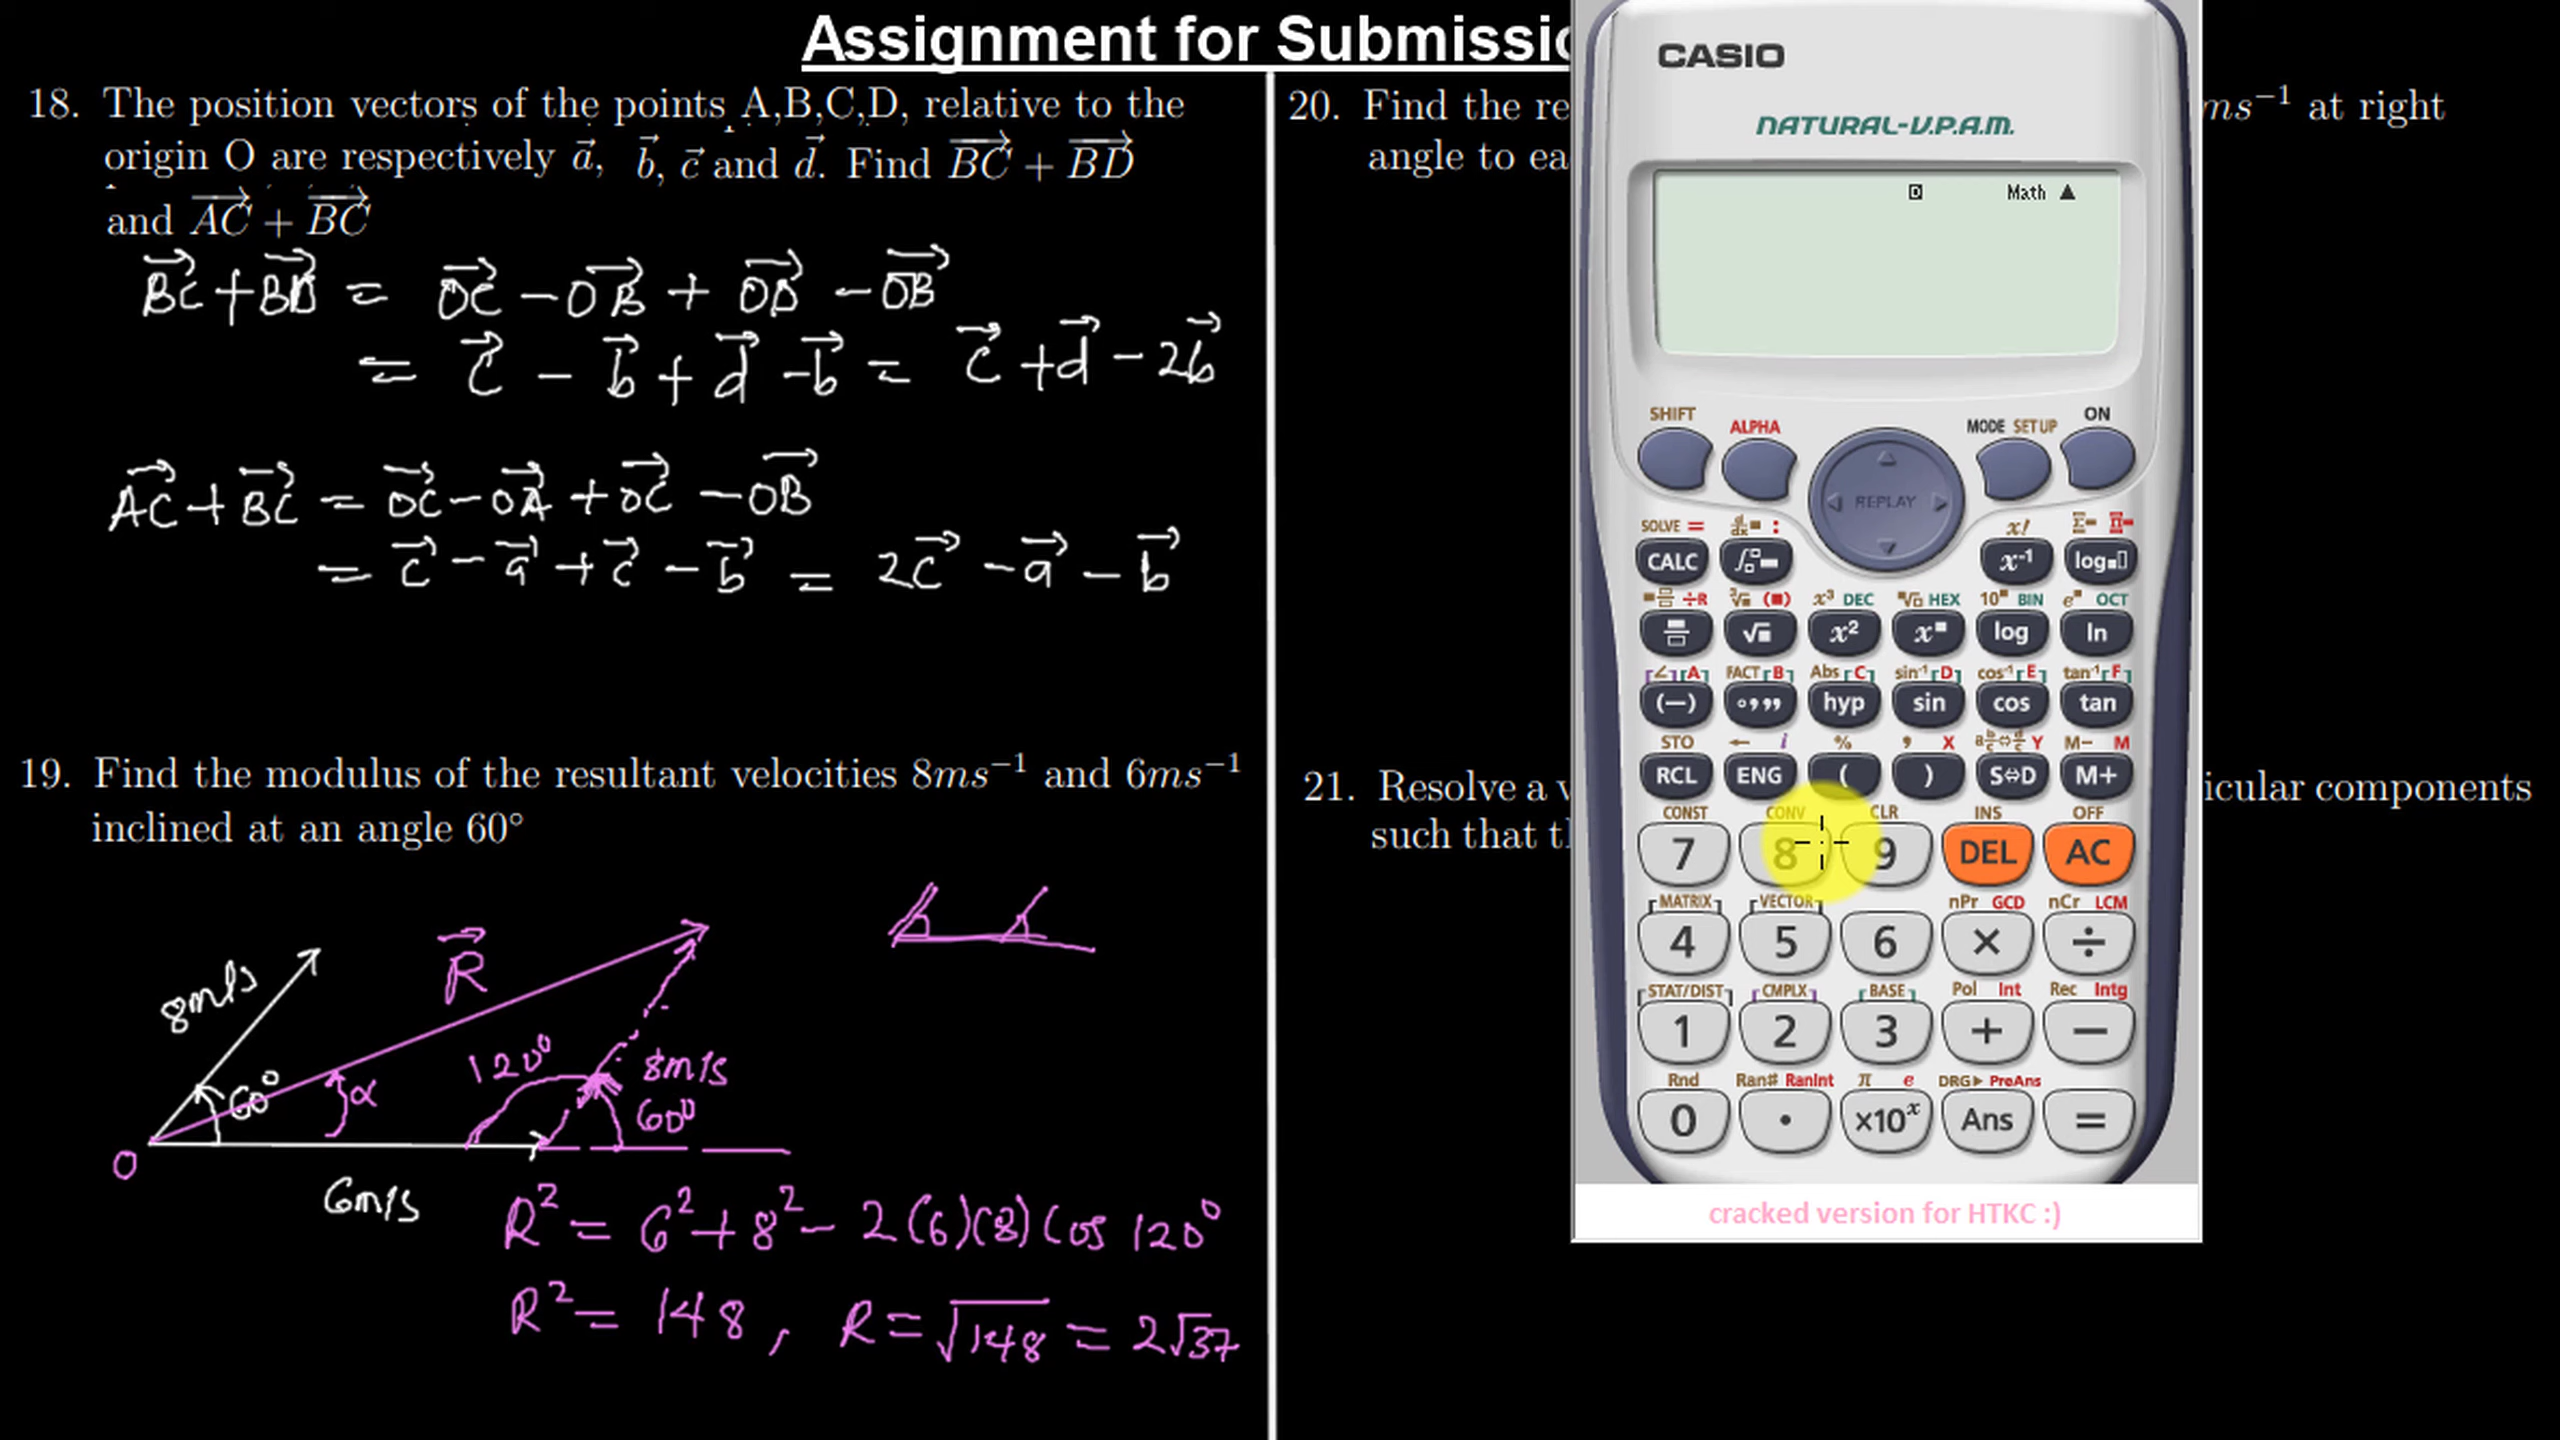 Assignment for Submissio
18. The position vectors of the points A,B,C,D, relative to the
origin O are respectively a⃗, b⃗, c⃗ and d⃗. Find BC⃗ + BD⃗
and AC⃗ + BC⃗
BC⃗ + BD⃗ = OC⃗ - OB⃗ + OD⃗ - OB⃗
= c⃗ - b⃗ + d⃗ - b⃗ = c⃗ + d⃗ - 2b⃗
AC⃗ + BC⃗ = OC⃗ - OA⃗ + OC⃗ - OB⃗
= c⃗ - a⃗ + c⃗ - b⃗ = 2c⃗ - a⃗ - b⃗
19. Find the modulus of the resultant velocities 8ms⁻¹ and 6ms⁻¹
inclined at an angle 60°
R⃗
8m/s
60°
α
120°
8m/s
60°
O
6m/s
R² = 6² + 8² - 2(6)(8)Cos 120°
R² = 148, R = √148 = 2√37
20. Find the re
ms⁻¹ at right
angle to ea
21. Resolve a v
icular components
such that t
CASIO
NATURAL-V.P.A.M.
D Math ▲
SHIFT ALPHA MODE SETUP ON
REPLAY
SOLVE = d/dx : x! Σ Π
CALC ∫ x⁻¹ log
÷R ³√ x³ DEC HEX 10 BIN e OCT
√ x² x log ln
∠ A FACT B Abs C sin⁻¹ D cos⁻¹ E tan⁻¹ F
(−) °,,, hyp sin cos tan
STO ← i % , X a b/c⇔d/c Y M− M
RCL ENG ( ) S⇔D M+
CONST CONV CLR INS OFF
7 8 9 DEL AC
MATRIX VECTOR nPr GCD nCr LCM
4 5 6 × ÷
STAT/DIST CMPLX BASE Pol Int Rec Intg
1 2 3 + −
Rnd Ran# RanInt π e DRG▶ PreAns
0 . ×10ˣ Ans =
cracked version for HTKC :)